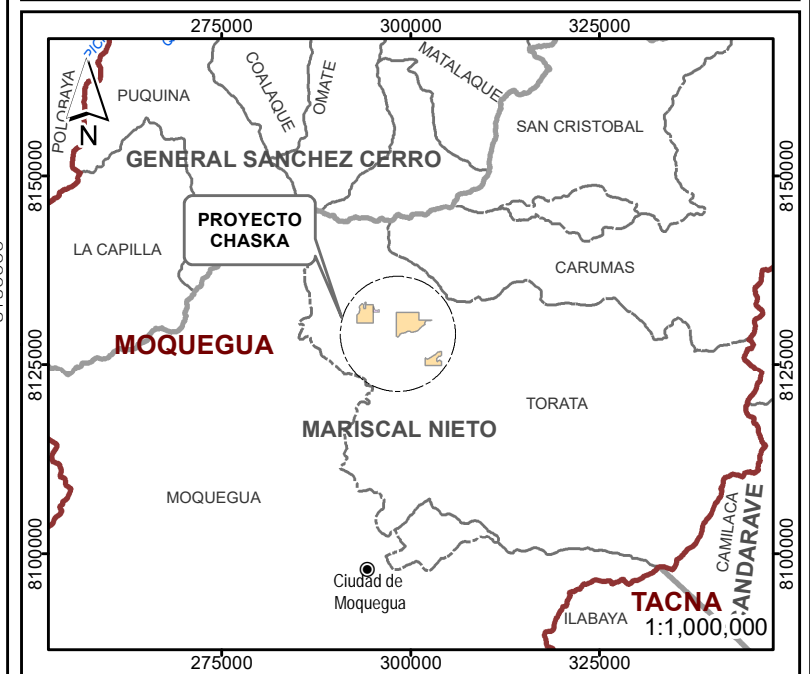 275000 300000 325000
MATALAQUE
COALAQUE
OMATE
POLOBAYA
PUQUINA
N
SAN CRISTOBAL
GENERAL SANCHEZ CERRO
8150000
8150000
PROYECTO
CHASKA
LA CAPILLA
CARUMAS
MOQUEGUA
8125000
8125000
TORATA
MARISCAL NIETO
MOQUEGUA
CAMILACA
ANDARAVE
8100000
8100000
Ciudad de
Moquegua
TACNA
ILABAYA
1:1,000,000
275000 300000 325000